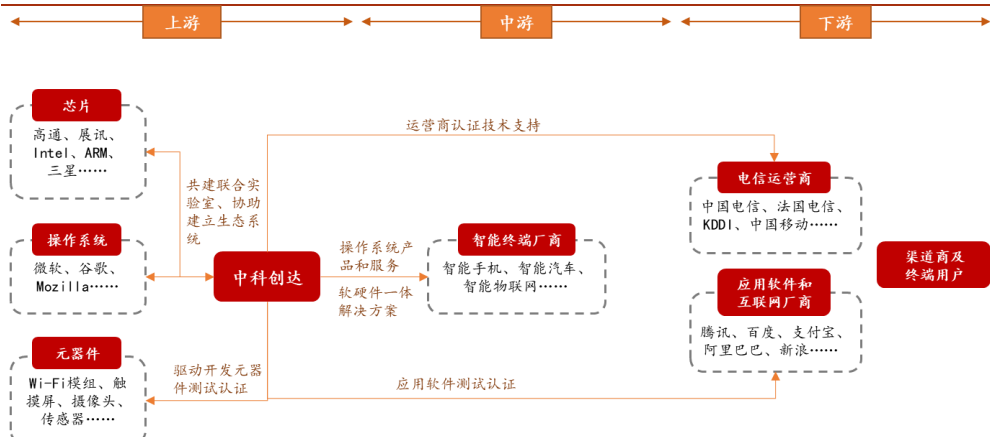 上游
中游
下游
芯片
高通、展讯、
Intel、ARM、
三星……
操作系统
微软、谷歌、
Mozilla……
元器件
Wi-Fi模组、触
摸屏、摄像头、
传感器……
共建联合实
验室、协助
建立生态系
统
中科创达
驱动开发元器
件测试认证
运营商认证技术支持
操作系统产
品和服务
软硬件一体
解决方案
应用软件测试认证
智能终端厂商
智能手机、智能汽车、
智能物联网……
电信运营商
中国电信、法国电信、
KDDI、中国移动……
应用软件和
互联网厂商
腾讯、百度、支付宝、
阿里巴巴、新浪……
渠道商及
终端用户